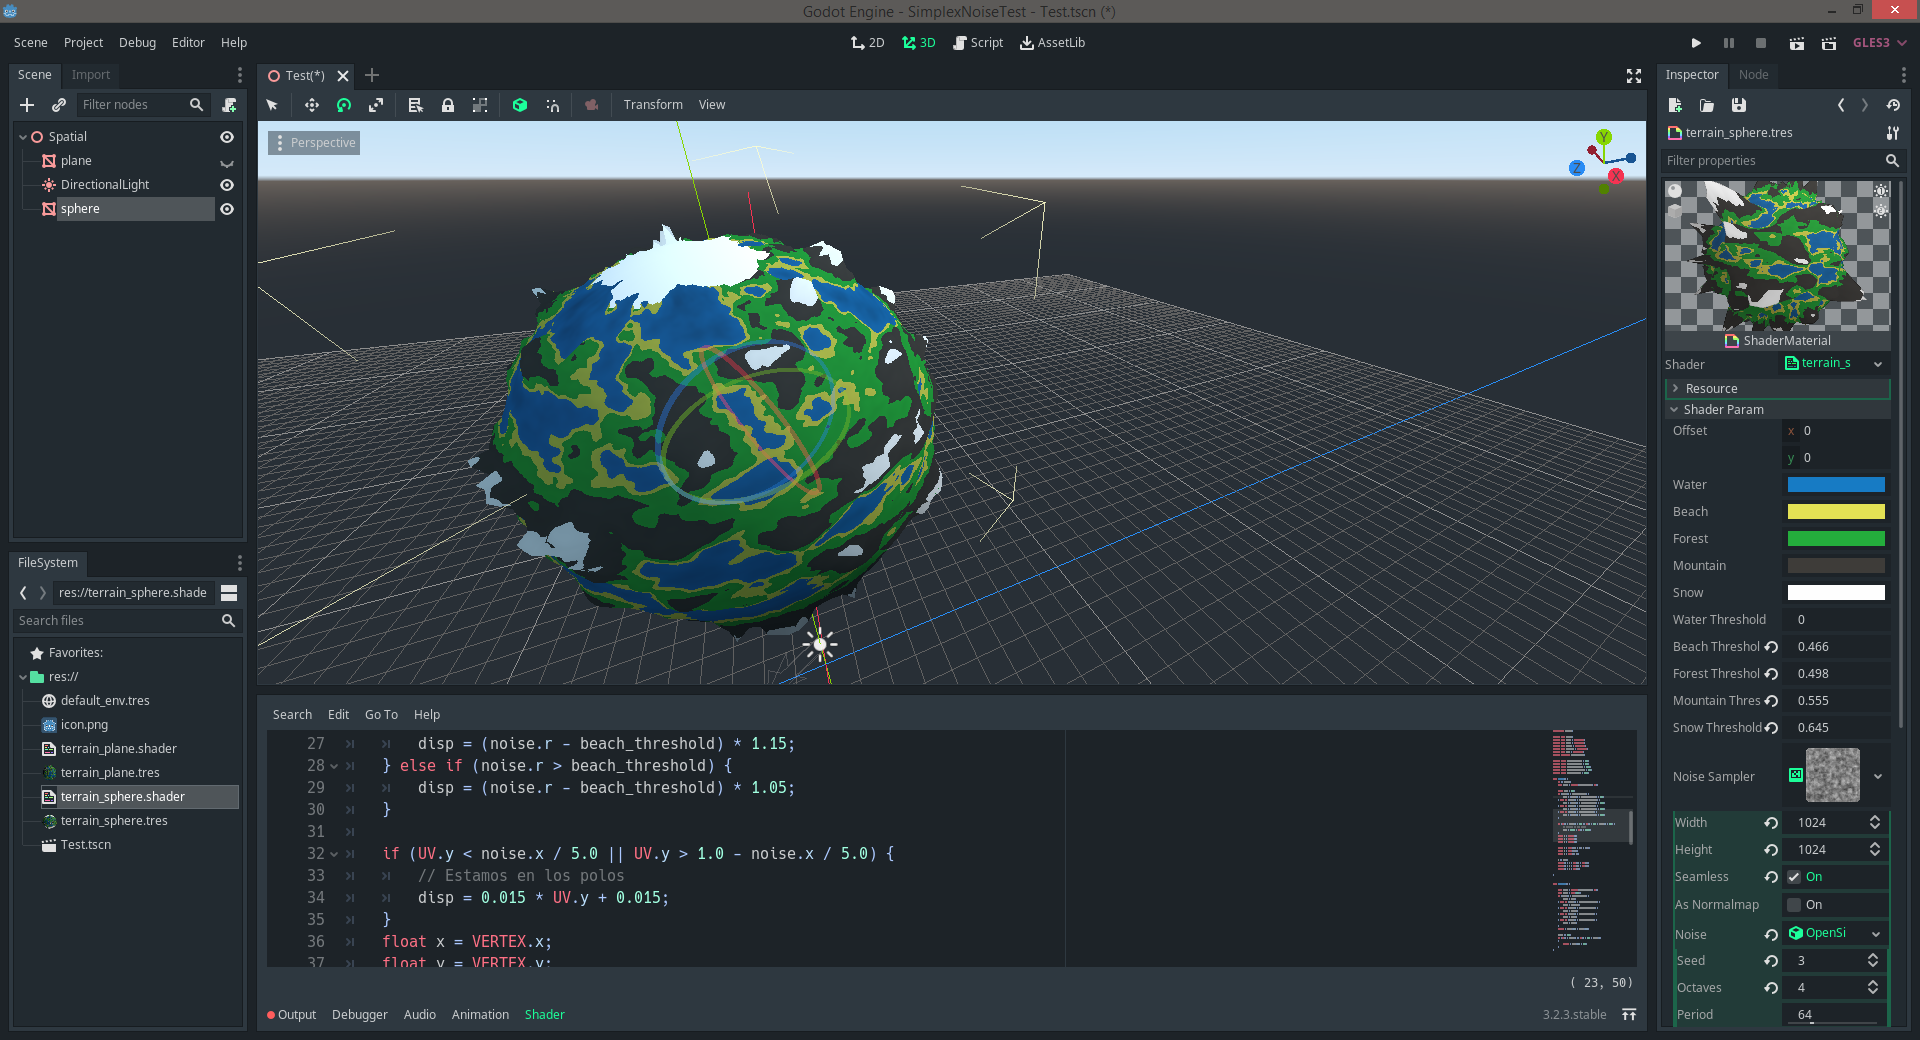 Godot Engine - SimplexNoiseTest - Test.tscn (*)
Scene Project Debug Editor Help
2D 3D Script AssetLib
GLES3
Scene Import
Filter nodes
Spatial
plane
DirectionalLight
sphere
FileSystem
res://terrain_sphere.shade
Search files
Favorites:
res://
default_env.tres
icon.png
terrain_plane.shader
terrain_plane.tres
terrain_sphere.shader
terrain_sphere.tres
Test.tscn
Test(*)
Transform View
Perspective
Y
Z
X
Search Edit Go To Help
27 disp = (noise.r - beach_threshold) * 1.15;
28 } else if (noise.r > beach_threshold) {
29 disp = (noise.r - beach_threshold) * 1.05;
30 }
31
32 if (UV.y < noise.x / 5.0 || UV.y > 1.0 - noise.x / 5.0) {
33 // Estamos en los polos
34 disp = 0.015 * UV.y + 0.015;
35 }
36 float x = VERTEX.x;
37 float y = VERTEX.y;
( 23, 50)
Output Debugger Audio Animation Shader
3.2.3.stable
Inspector Node
terrain_sphere.tres
Filter properties
ShaderMaterial
Shader terrain_s
Resource
Shader Param
Offset x 0
y 0
Water
Beach
Forest
Mountain
Snow
Water Threshold 0
Beach Threshol 0.466
Forest Threshol 0.498
Mountain Thres 0.555
Snow Threshold 0.645
Noise Sampler
Width 1024
Height 1024
Seamless On
As Normalmap On
Noise OpenSi
Seed 3
Octaves 4
Period 64